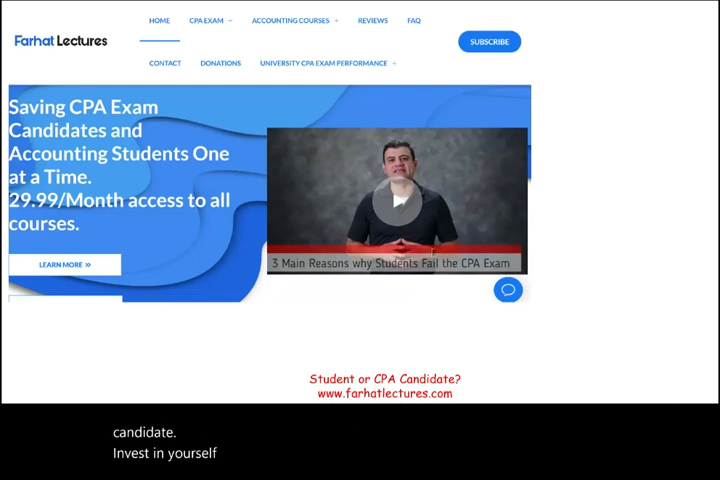 HOME
CPA EXAM +
ACCOUNTING COURSES +
REVIEWS
FAQ
Farhat Lectures
SUBSCRIBE
CONTACT
DONATIONS
UNIVERSITY CPA EXAM PERFORMANCE +
Saving CPA Exam
Candidates and
Accounting Students One
at a Time.
29.99/Month access to all
courses.
LEARN MORE »
3 Main Reasons why Students Fail the CPA Exam
Student or CPA Candidate?
www.farhatlectures.com
candidate.
Invest in yourself